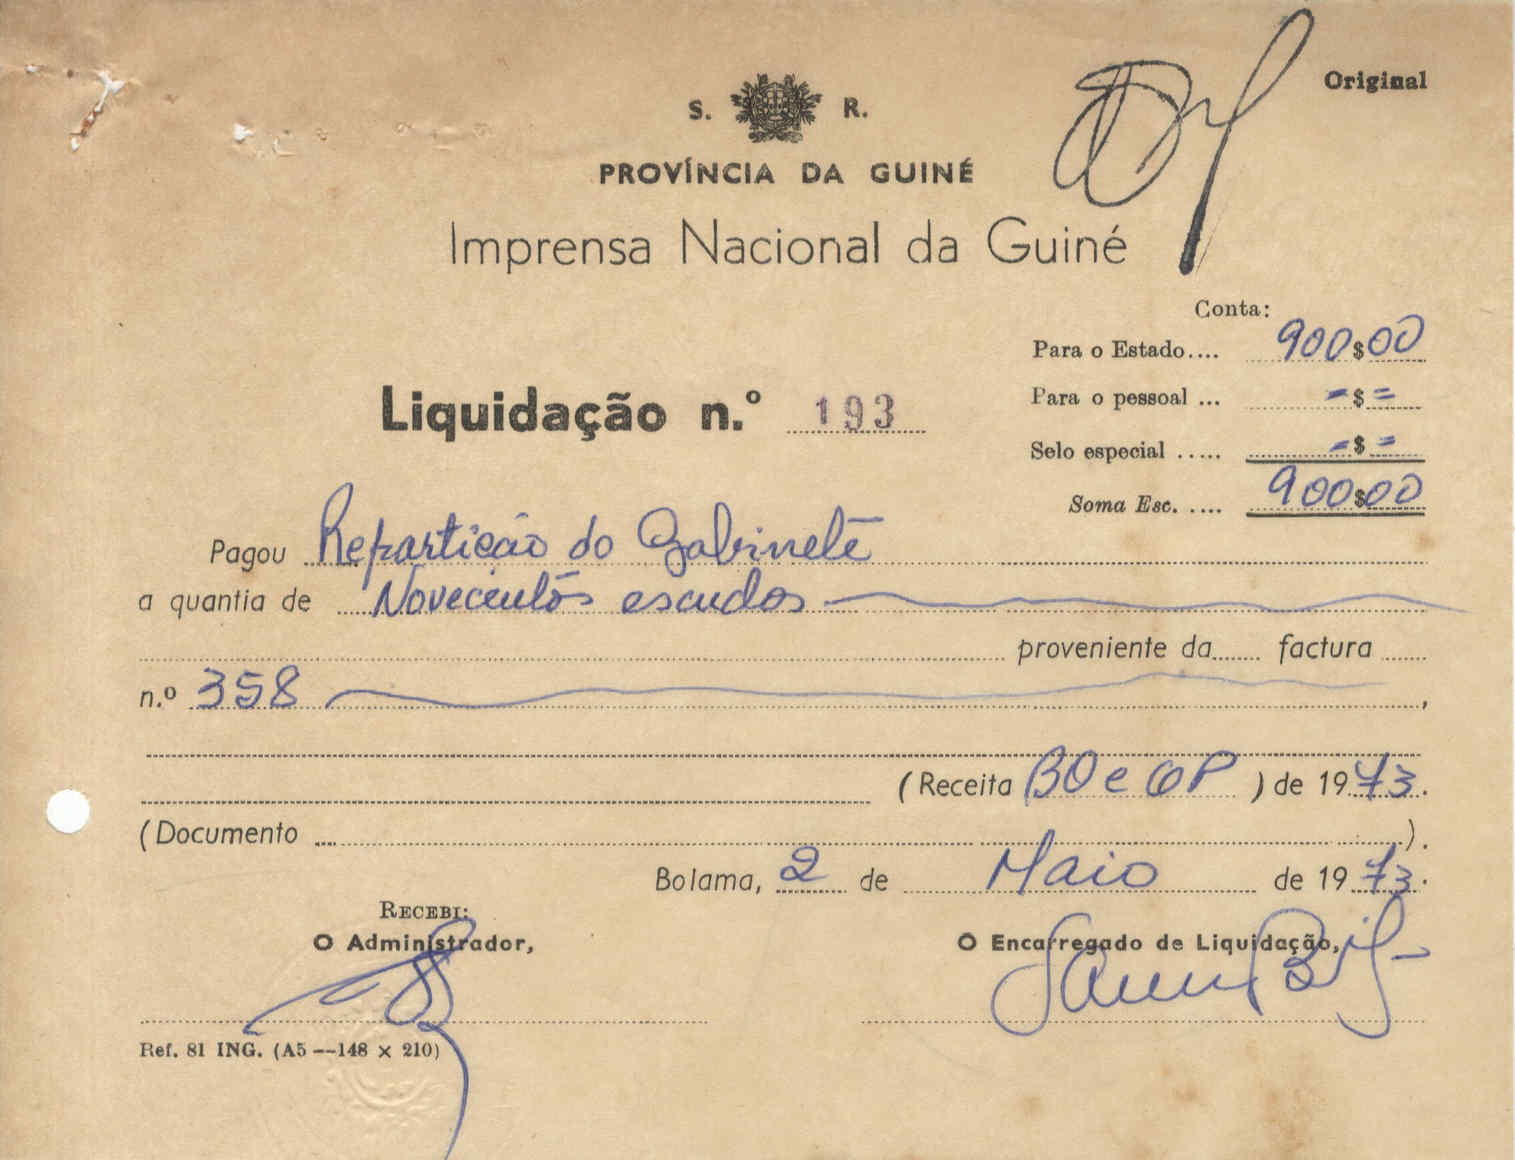 Original
S. R.
PROVÍNCIA DA GUINÉ
Imprensa Nacional da Guiné
Conta:
Para o Estado.... 900$00
Para o pessoal ... =$=
Selo especial ..... =$=
Soma Esc. ..... 900$00
Liquidação n.º 193
Pagou Repartição do Gabinete
a quantia de Novecentos escudos
proveniente da factura
n.º 358 ,
(Receita BO e OP ) de 1973.
(Documento ).
Bolama, 2 de Maio de 1973.
RECEBI:
O Administrador,
O Encarregado de Liquidação,
Ref. 81 ING. (A5 —148 × 210)